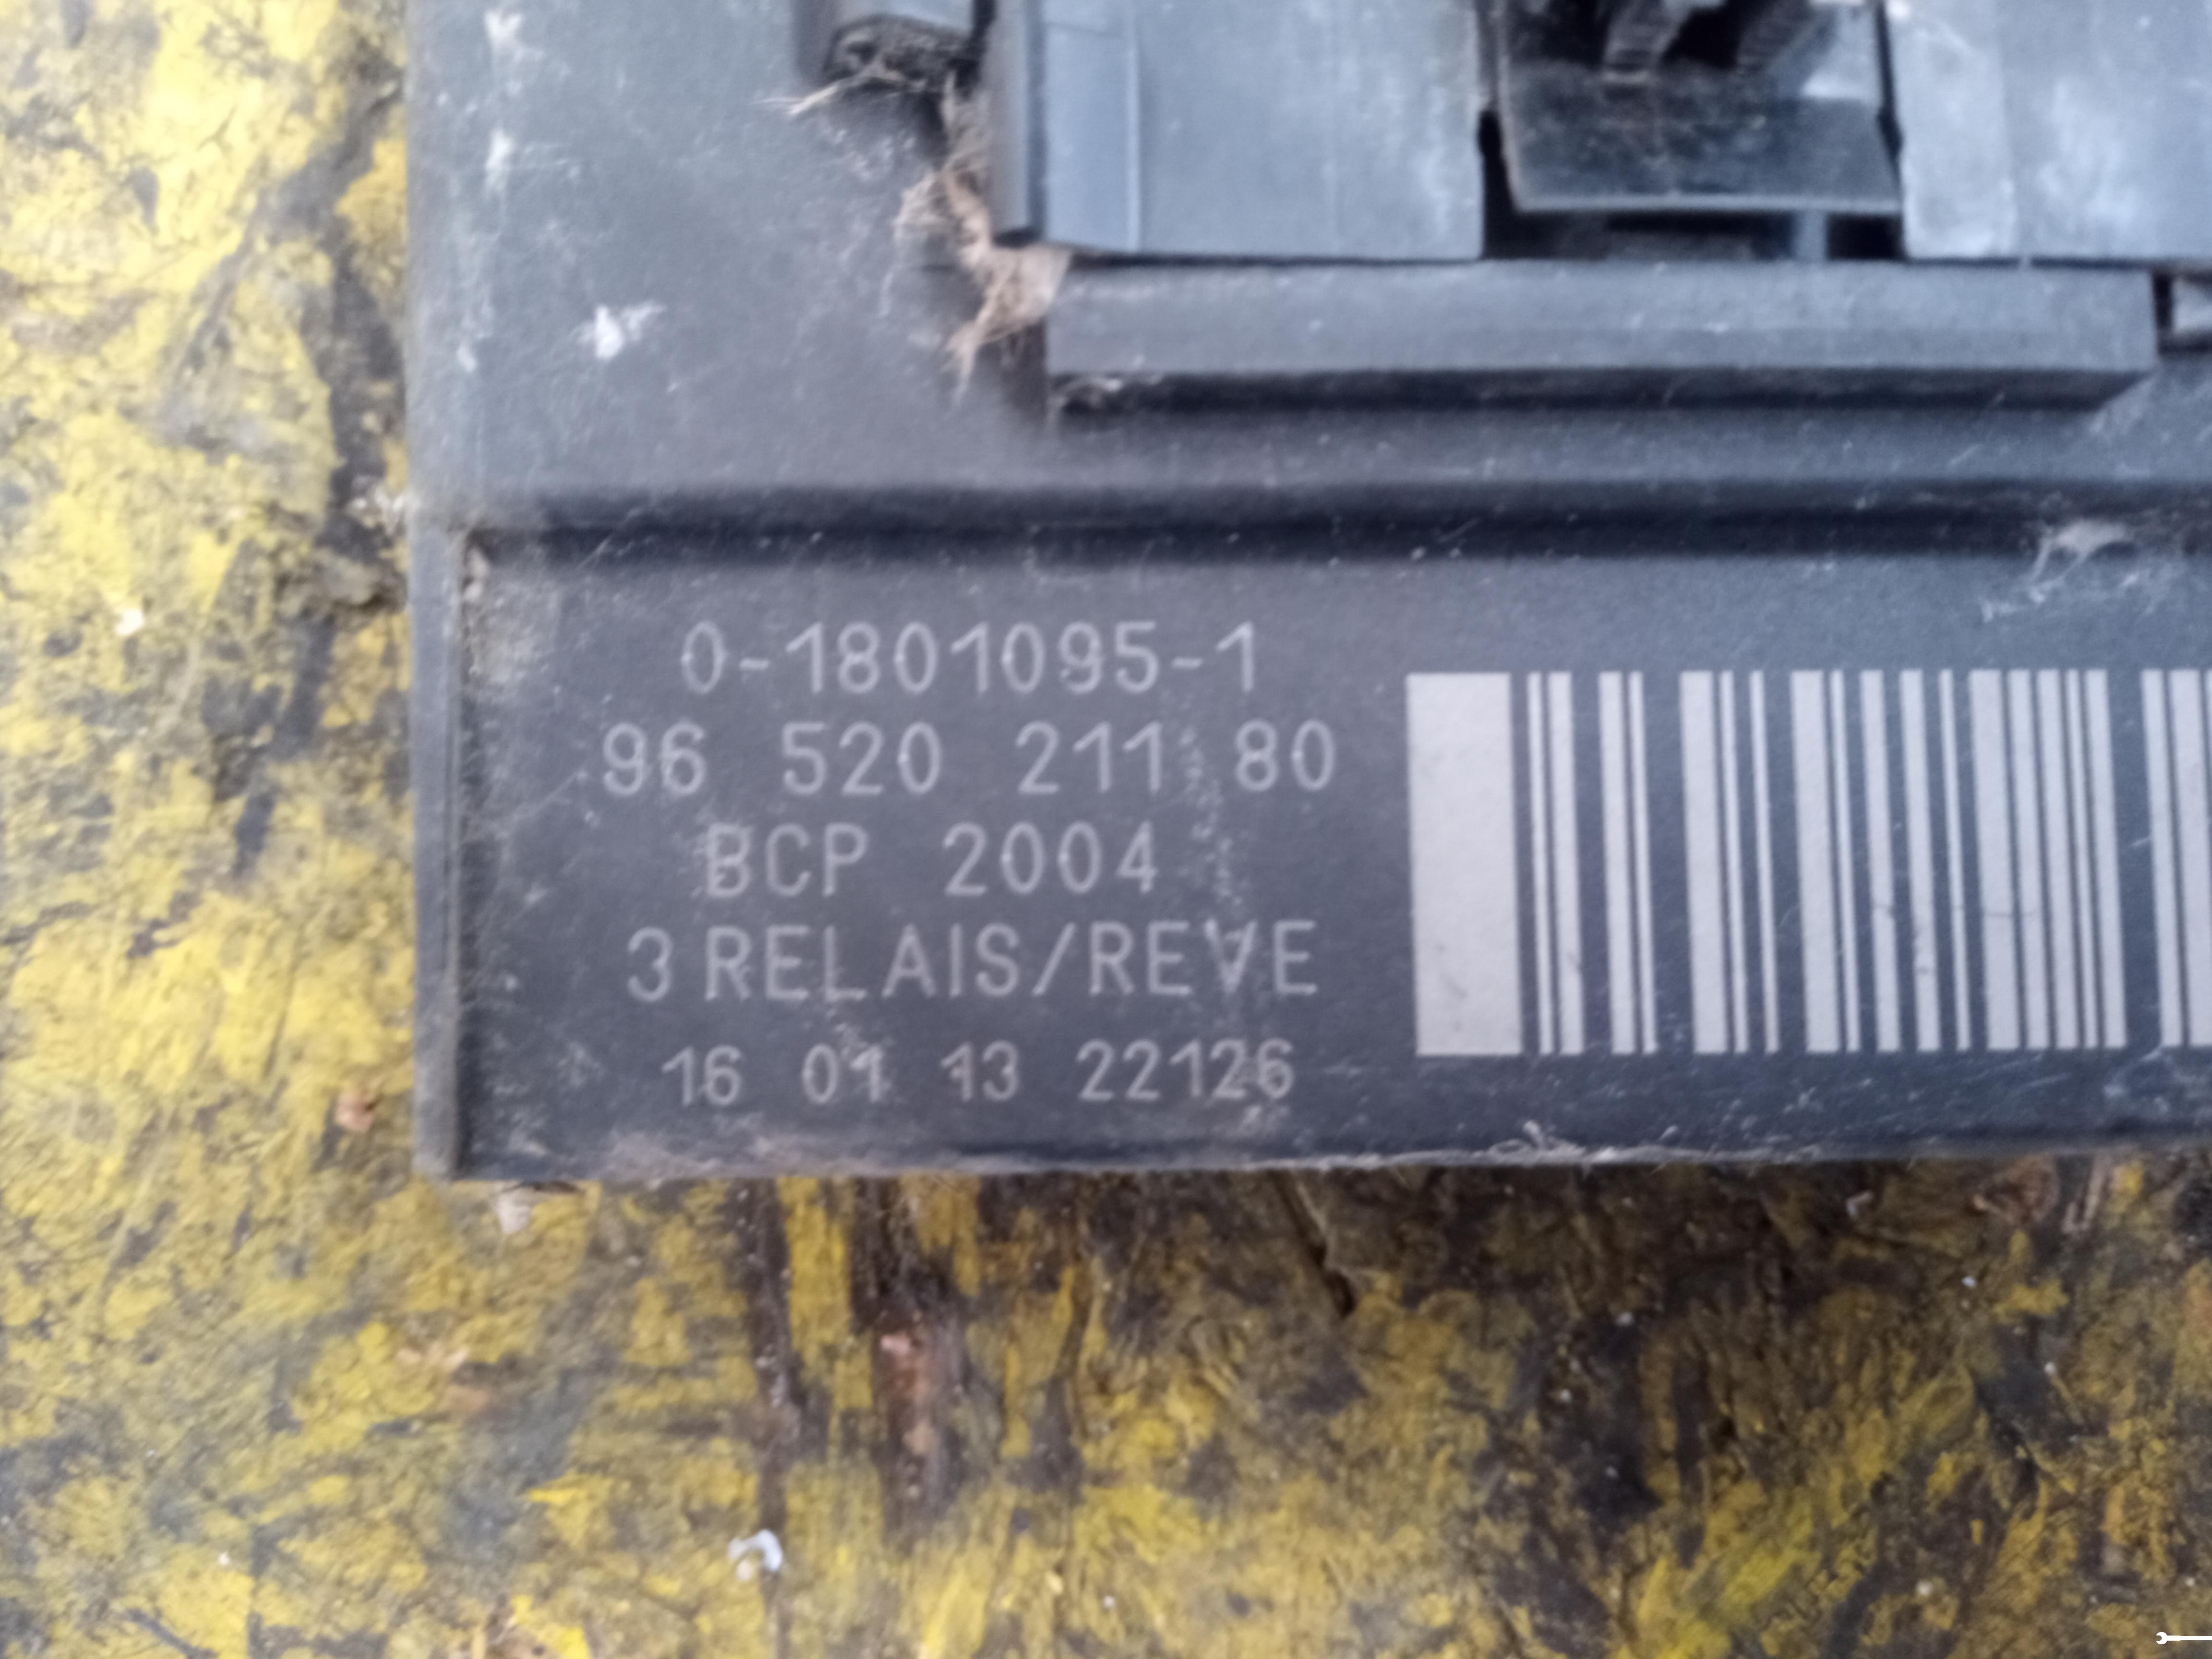 0-1801095-1
96 520 211 80
BCP 2004
3 RELAIS/REVE
16 01 13 22126